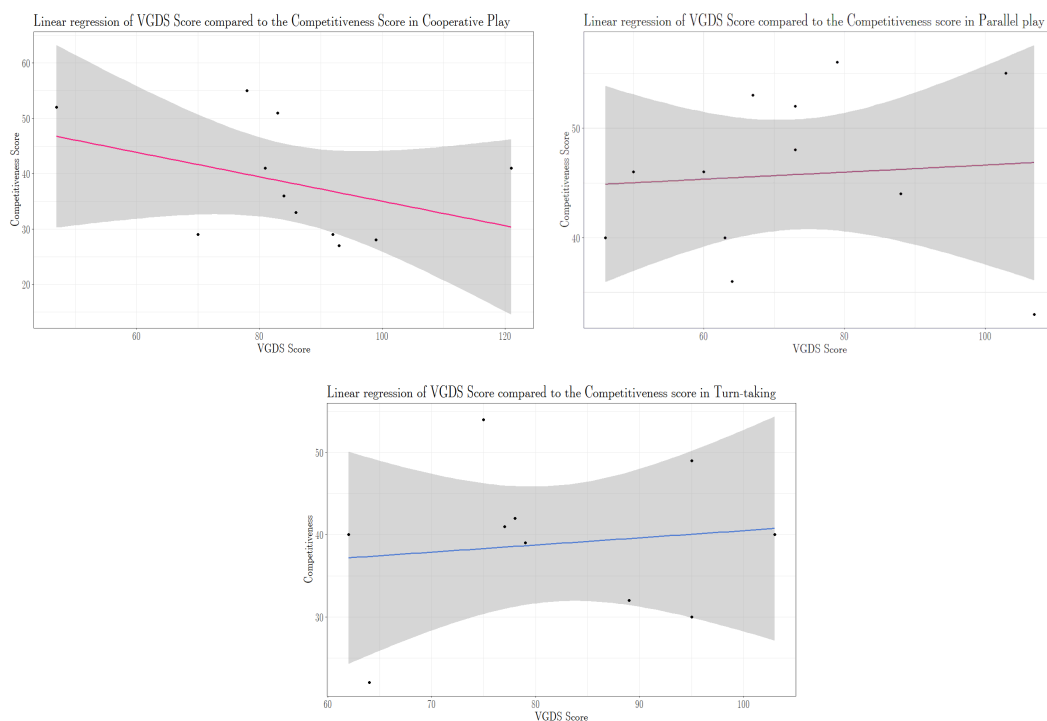 Linear regression of VGDS Score compared to the Competitiveness Score in Cooperative Play
60
50
40
30
20
Competitiveness Score
60
80
100
120
VGDS Score
Linear regression of VGDS Score compared to the Competitiveness score in Parallel play
50
40
Competitiveness Score
60
80
100
VGDS Score
Linear regression of VGDS Score compared to the Competitiveness score in Turn-taking
50
40
30
Competitiveness
60
70
80
90
100
VGDS Score